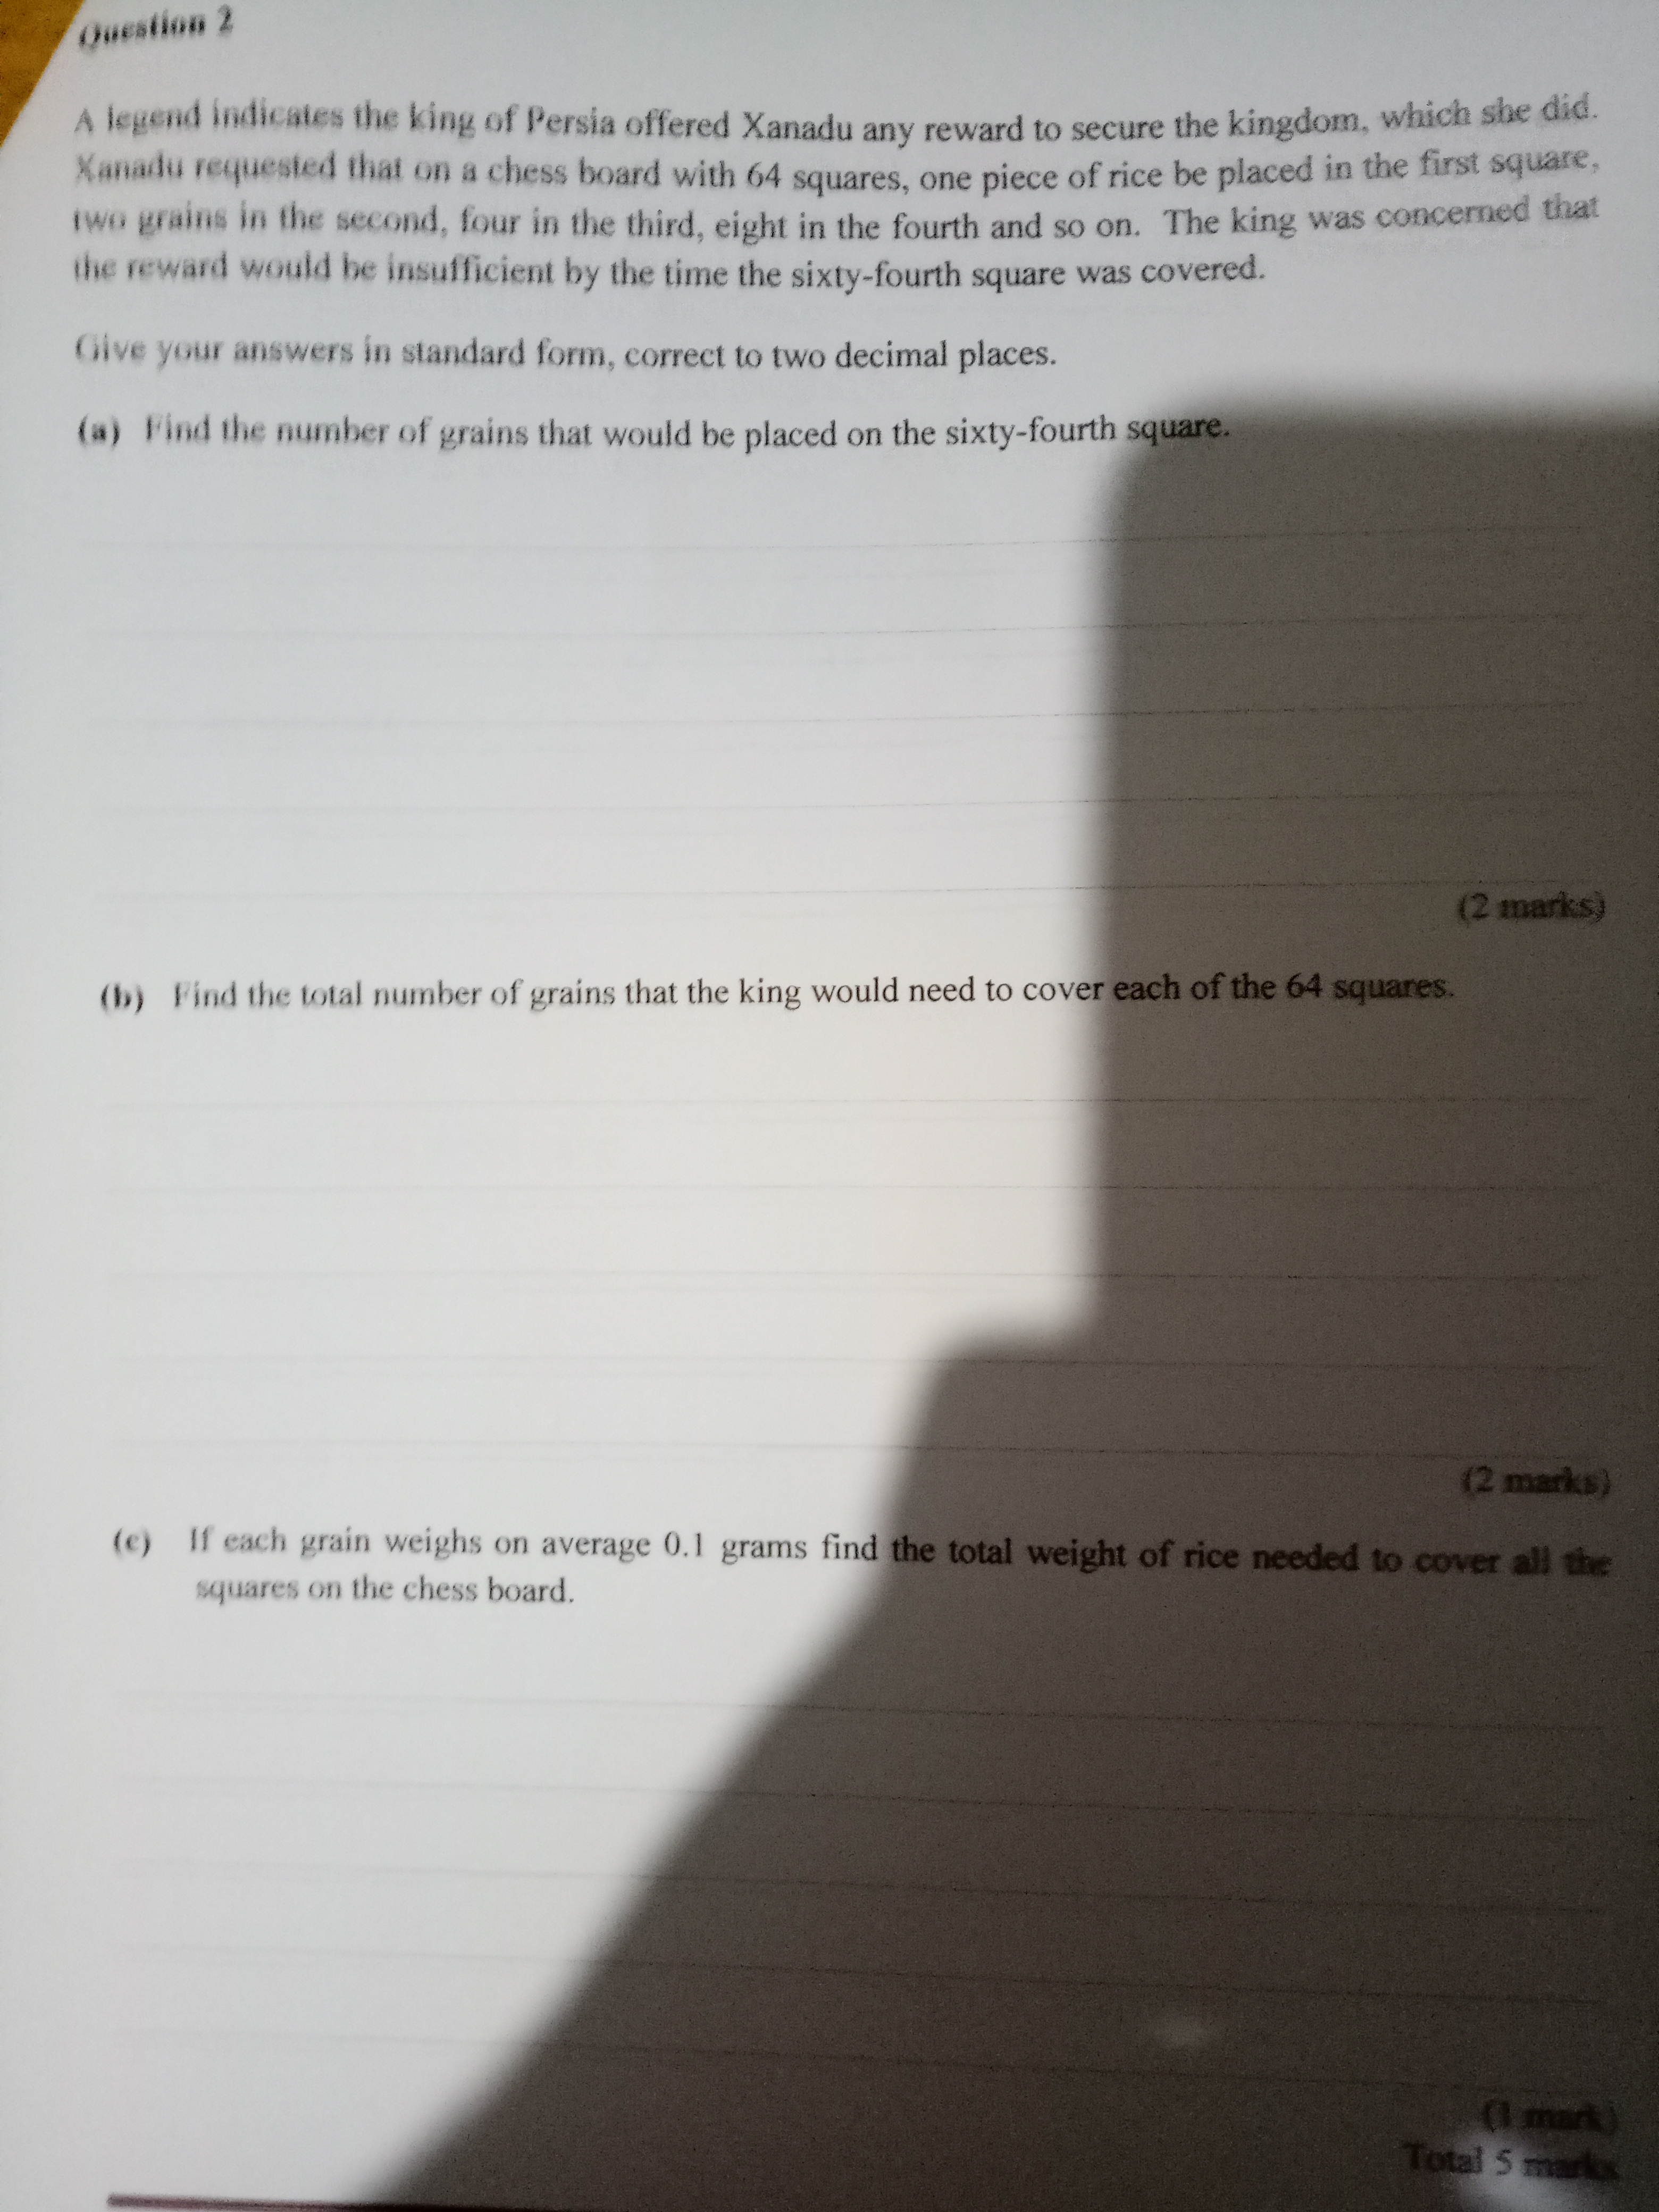 Question 2
A legend indicates the king of Persia offered Xanadu any reward to secure the kingdom, which she did.
Xanadu requested that on a chess board with 64 squares, one piece of rice be placed in the first square,
two grains in the second, four in the third, eight in the fourth and so on. The king was concerned that
the reward would be insufficient by the time the sixty-fourth square was covered.
Give your answers in standard form, correct to two decimal places.
(a) Find the number of grains that would be placed on the sixty-fourth square.
(2 marks)
(b) Find the total number of grains that the king would need to cover each of the 64 squares.
(2 marks)
(c) If each grain weighs on average 0.1 grams find the total weight of rice needed to cover all the
squares on the chess board.
(1 mark)
Total 5 marks